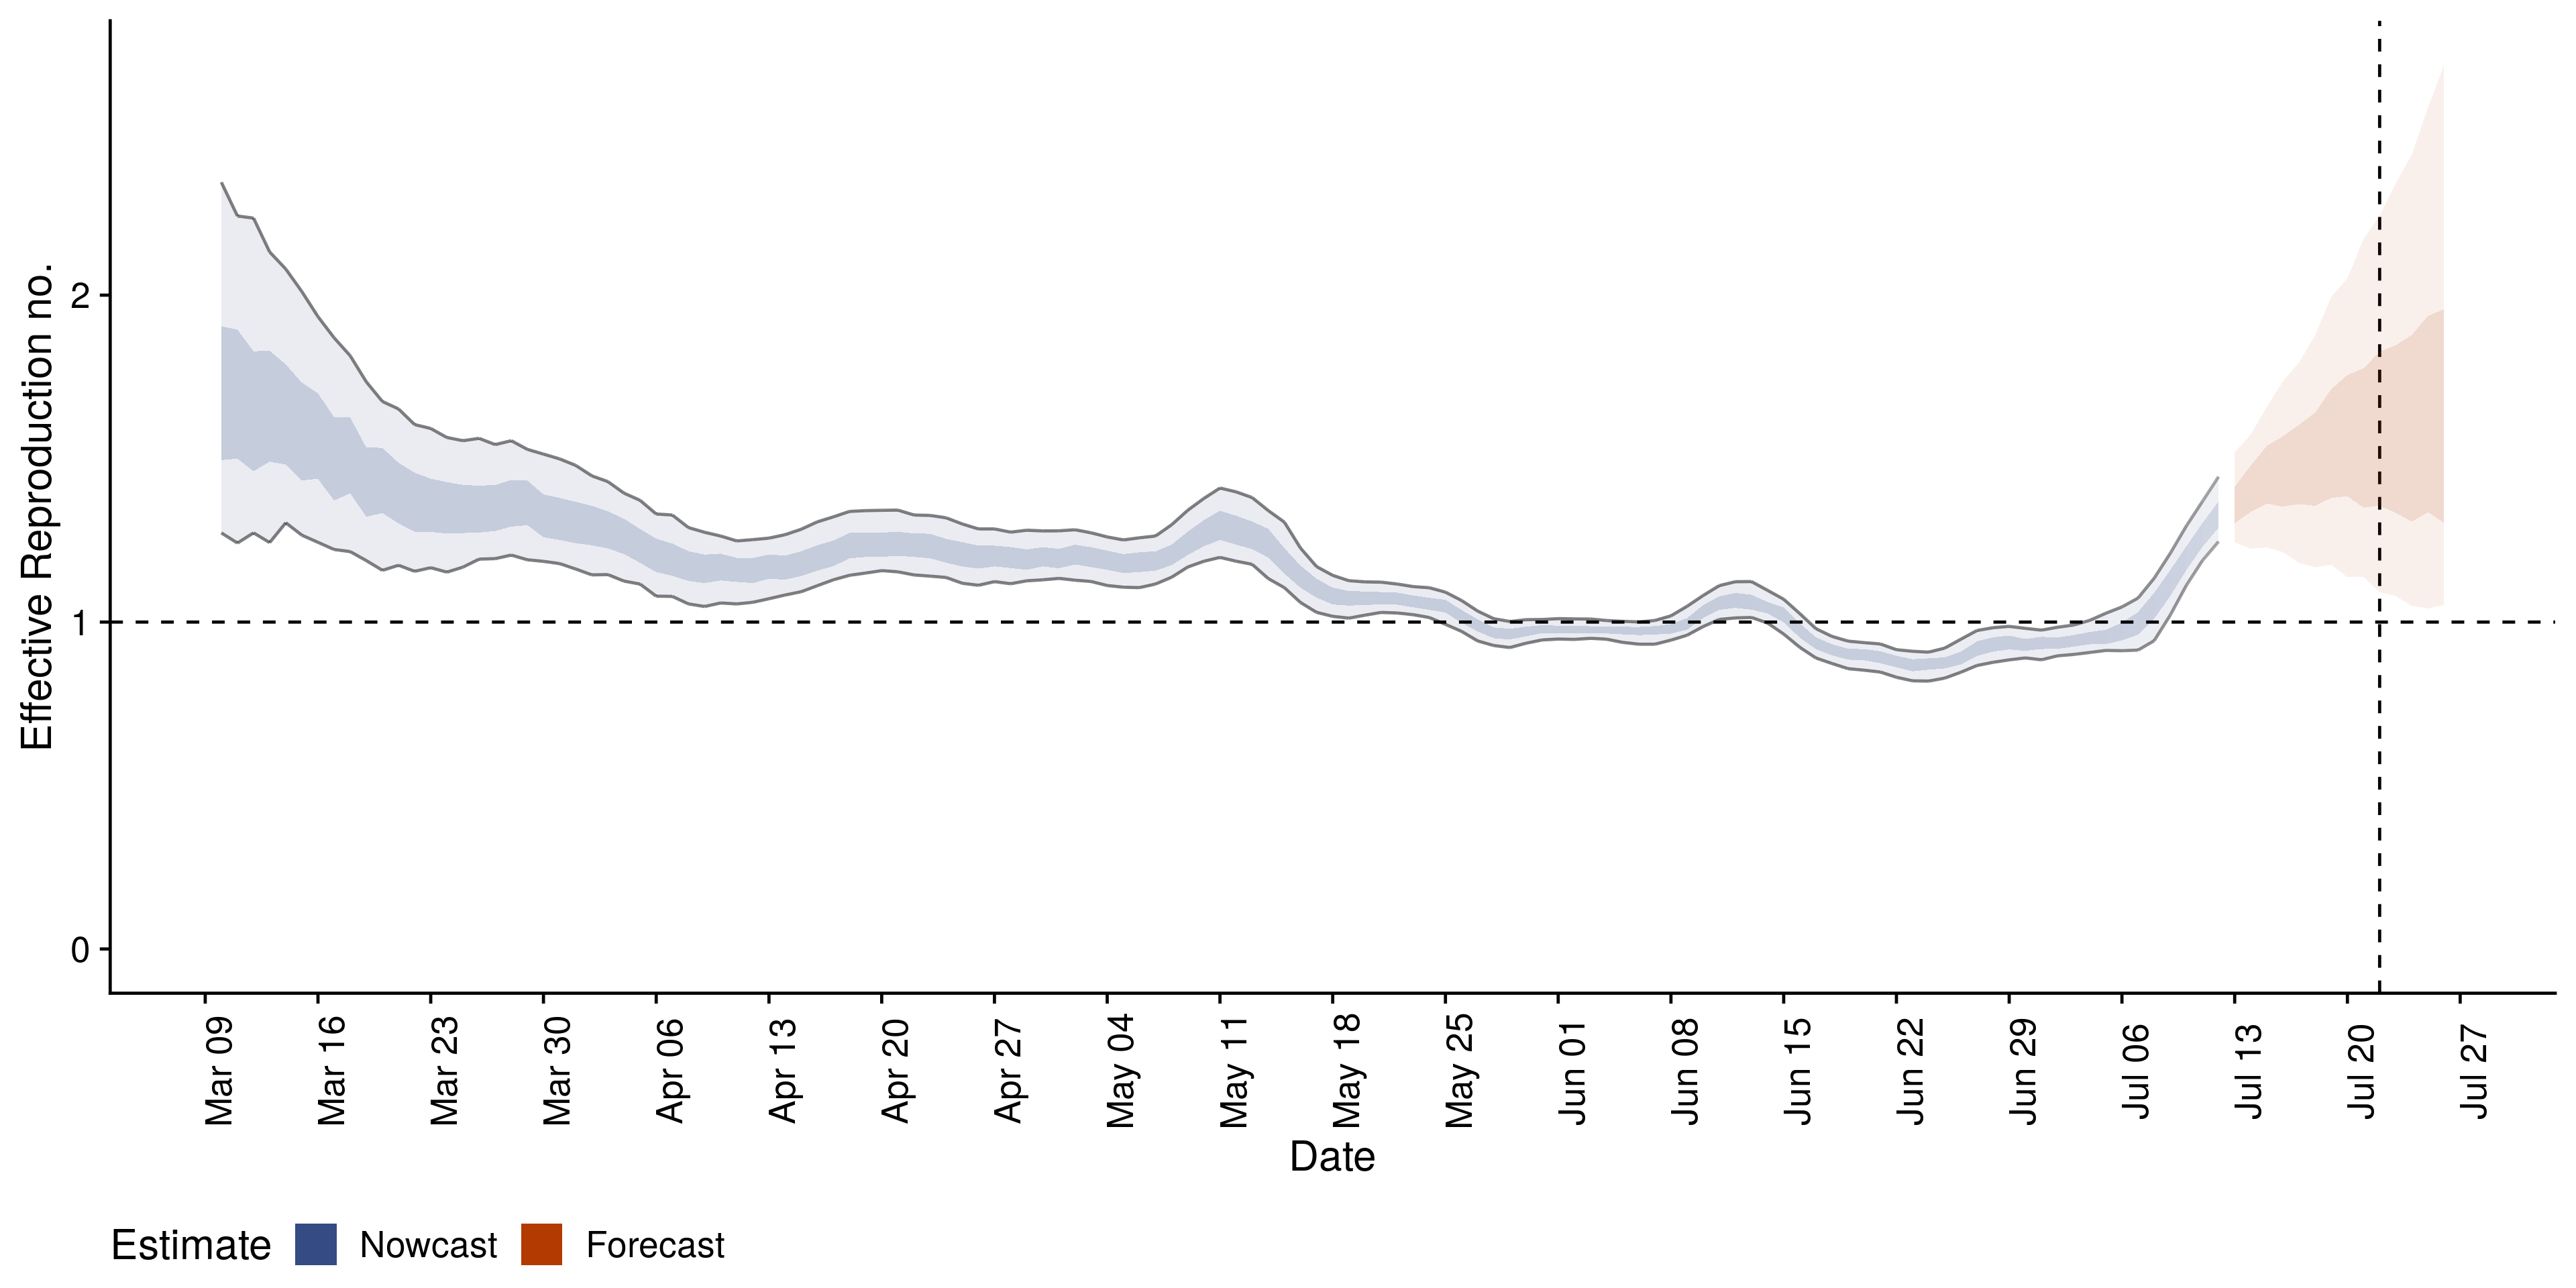 Effective Reproduction no.
2
1
0
Mar 09
Mar 16
Mar 23
Mar 30
Apr 06
Apr 13
Apr 20
Apr 27
May 04
May 11
May 18
May 25
Jun 01
Jun 08
Jun 15
Jun 22
Jun 29
Jul 06
Jul 13
Jul 20
Jul 27
Date
Estimate Nowcast Forecast